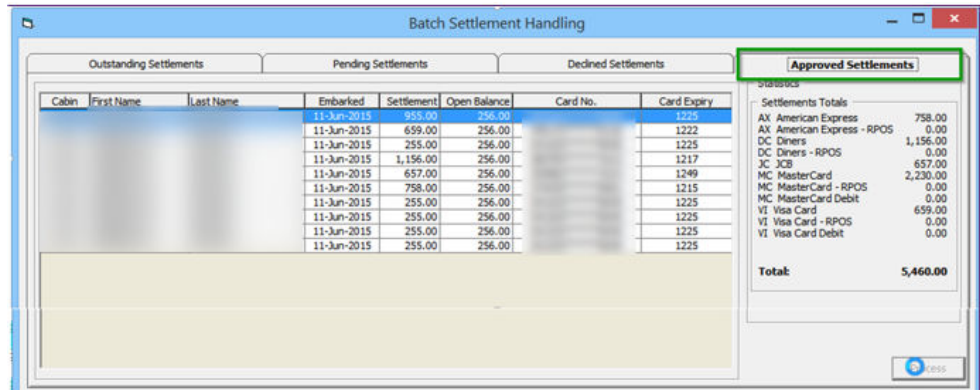 Batch Settlement Handling
Outstanding Settlements Pending Settlements Declined Settlements Approved Settlements
Statistics
Cabin First Name Last Name Embarked Settlement Open Balance Card No. Card Expiry
11-Jun-2015 955.00 256.00 1225
11-Jun-2015 659.00 256.00 1222
11-Jun-2015 255.00 256.00 1225
11-Jun-2015 1,156.00 256.00 1217
11-Jun-2015 657.00 256.00 1249
11-Jun-2015 758.00 256.00 1215
11-Jun-2015 255.00 256.00 1225
11-Jun-2015 255.00 256.00 1225
11-Jun-2015 255.00 256.00 1225
11-Jun-2015 255.00 256.00 1225
Settlements Totals
AX American Express 758.00
AX American Express - RPOS 0.00
DC Diners 1,156.00
DC Diners - RPOS 0.00
JC JCB 657.00
MC MasterCard 2,230.00
MC MasterCard - RPOS 0.00
MC MasterCard Debit 0.00
VI Visa Card 659.00
VI Visa Card - RPOS 0.00
VI Visa Card Debit 0.00
Total: 5,460.00